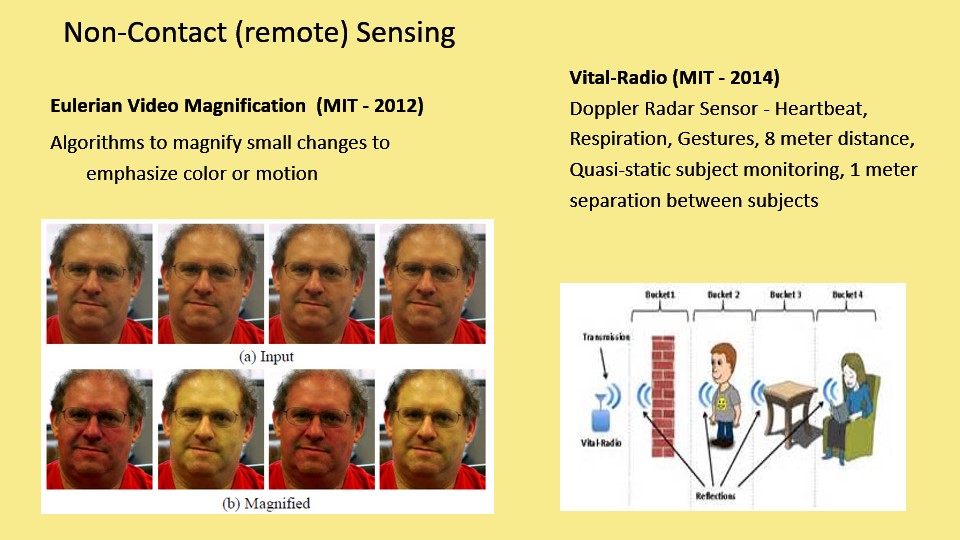 Non-Contact (remote) Sensing
Eulerian Video Magnification (MIT - 2012)
Algorithms to magnify small changes to
emphasize color or motion
(a) Input
(b) Magnified
Vital-Radio (MIT - 2014)
Doppler Radar Sensor - Heartbeat,
Respiration, Gestures, 8 meter distance,
Quasi-static subject monitoring, 1 meter
separation between subjects
Bucket1 Bucket 2 Bucket 3 Bucket 4
Transmission
Vital-Radio
Reflections